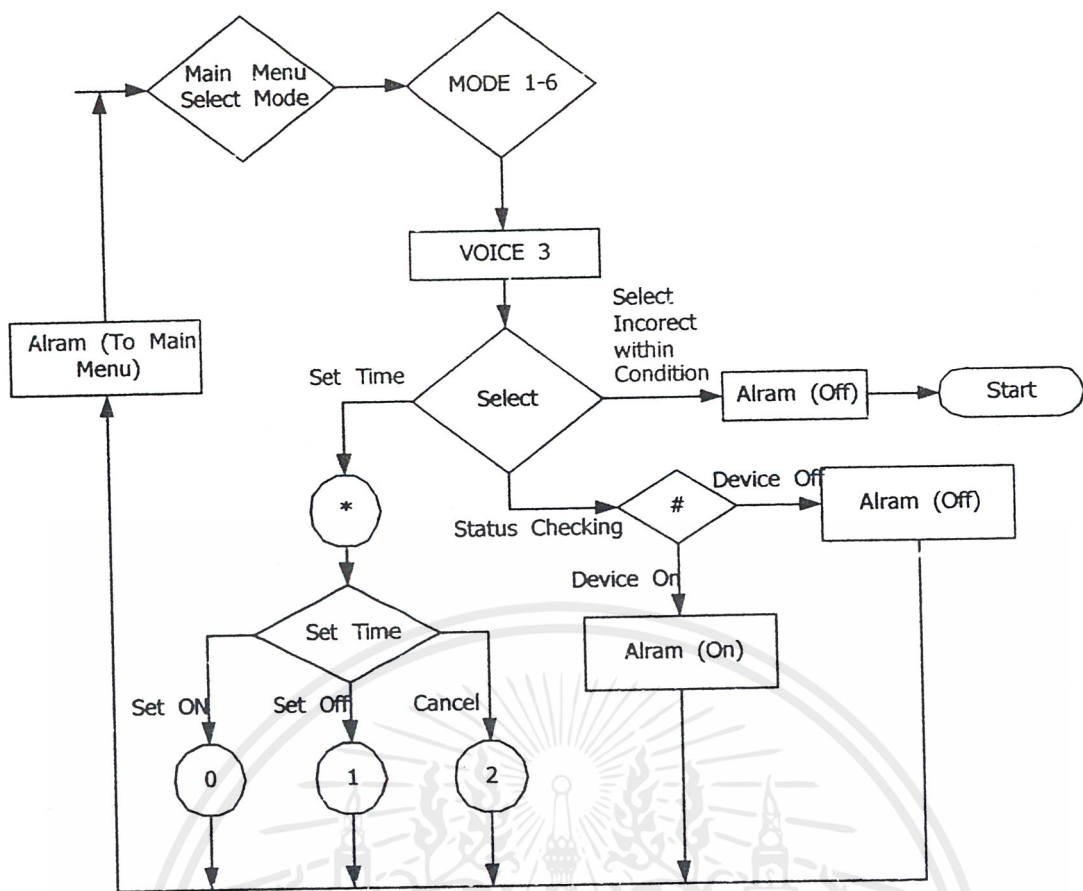 Main Menu
Select Mode
MODE 1-6
VOICE 3
Select
Incorect
within
Condition
Alram (To Main
Menu)
Set Time
Select
Alram (Off)
Start
*
Status Checking
#
Device Off
Alram (Off)
Device On
Set Time
Alram (On)
Set ON
Set Off
Cancel
0
1
2